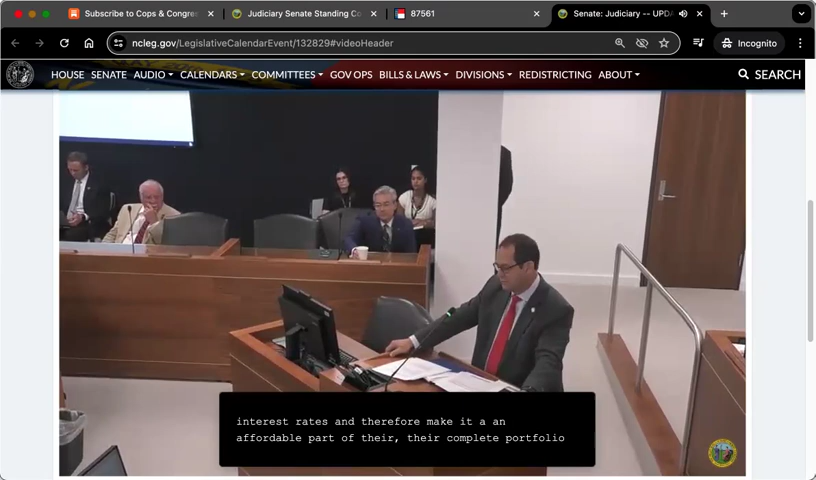 Subscribe to Cops & Congre
Judiciary Senate Standing Co
87561
Senate: Judiciary -- UPDA
ncleg.gov/LegislativeCalendarEvent/132829#videoHeader
Incognito
HOUSE SENATE AUDIO CALENDARS COMMITTEES GOV OPS BILLS & LAWS DIVISIONS REDISTRICTING ABOUT SEARCH
interest rates and therefore make it a an
affordable part of their, their complete portfolio